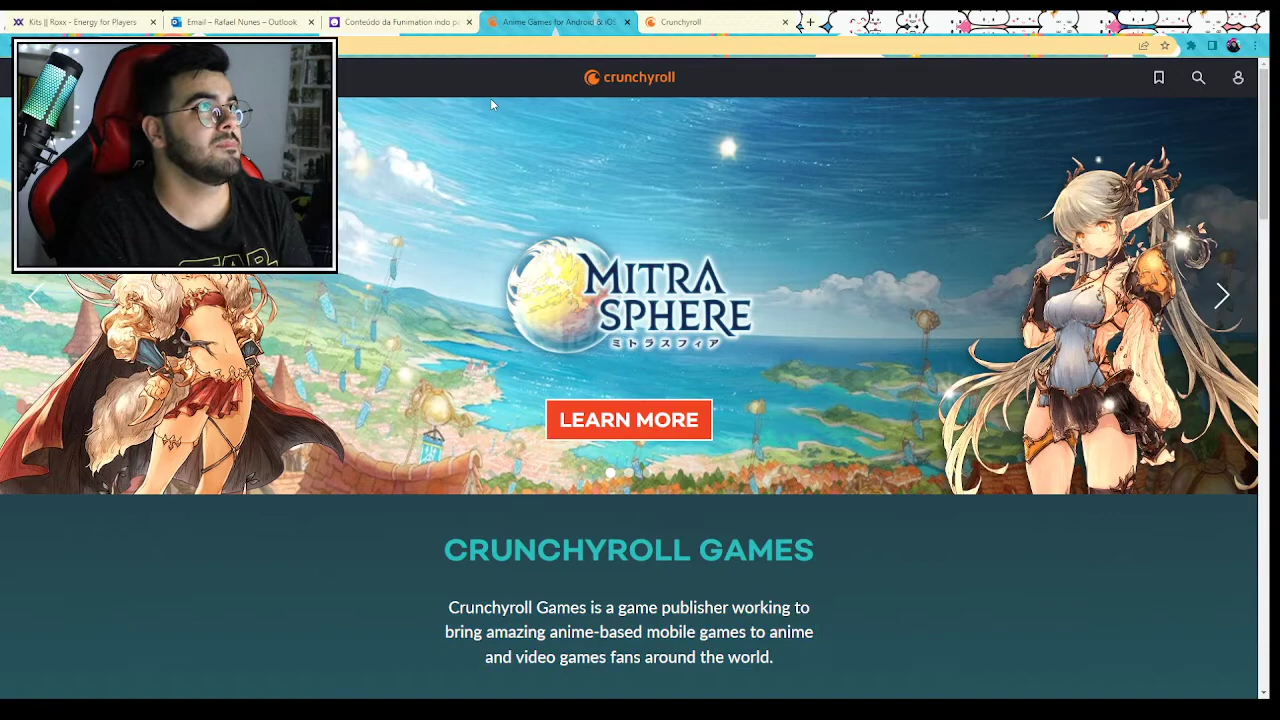 Kits || Roxx - Energy for Players
Email – Rafael Nunes – Outlook
Conteúdo da Funimation indo p
Anime Games for Android & iOS
Crunchyroll
crunchyroll
MITRA
SPHERE
ミトラスフィア
LEARN MORE
CRUNCHYROLL GAMES
Crunchyroll Games is a game publisher working to
bring amazing anime-based mobile games to anime
and video games fans around the world.